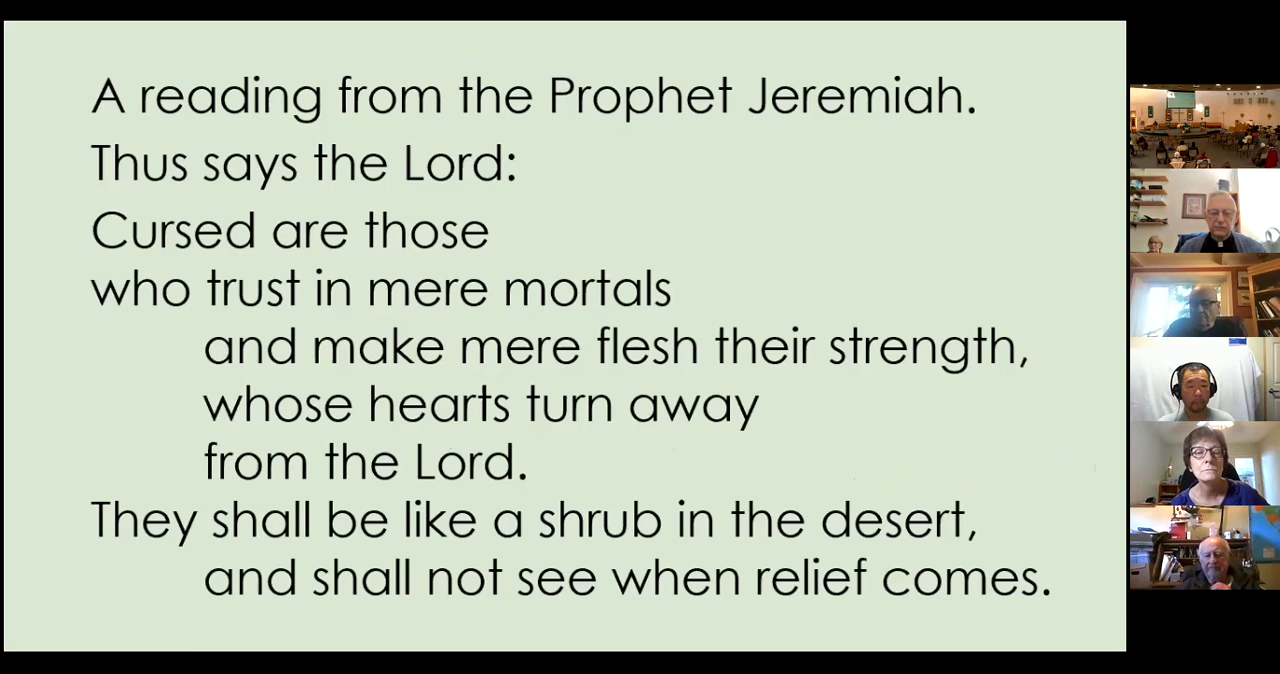 A reading from the Prophet Jeremiah.
Thus says the Lord:
Cursed are those
who trust in mere mortals
and make mere flesh their strength,
whose hearts turn away
from the Lord.
They shall be like a shrub in the desert,
and shall not see when relief comes.